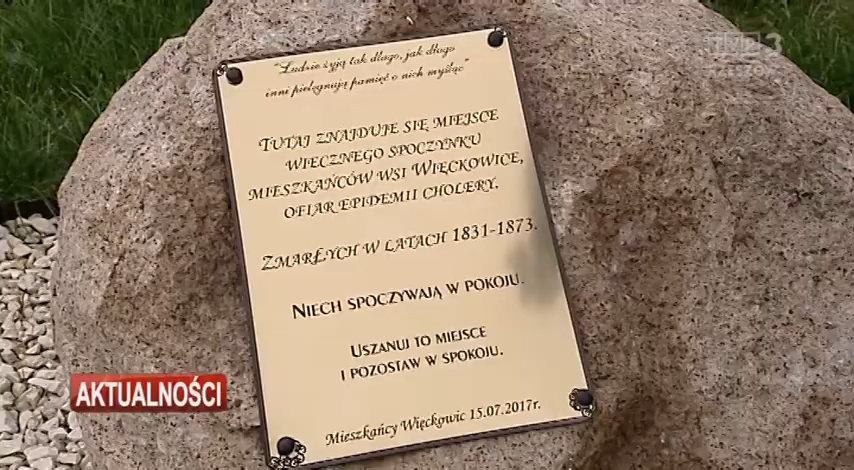 "Ludzie żyją tak długo, jak długo
inni pielęgnują pamięć o nich myśląc"
TUTAJ ZNAJDUJE SIĘ MIEJSCE
WIECZNEGO SPOCZYNKU
MIESZKAŃCÓW WSI WIĘCKOWICE,
OFIAR EPIDEMII CHOLERY.
ZMARŁYCH W LATACH 1831-1873.
NIECH SPOCZYWAJĄ W POKOJU.
USZANUJ TO MIEJSCE
I POZOSTAW W SPOKOJU.
MIESZKAŃCY WIĘCKOWIC 15.07.2017r.
AKTUALNOŚCI
TVP3